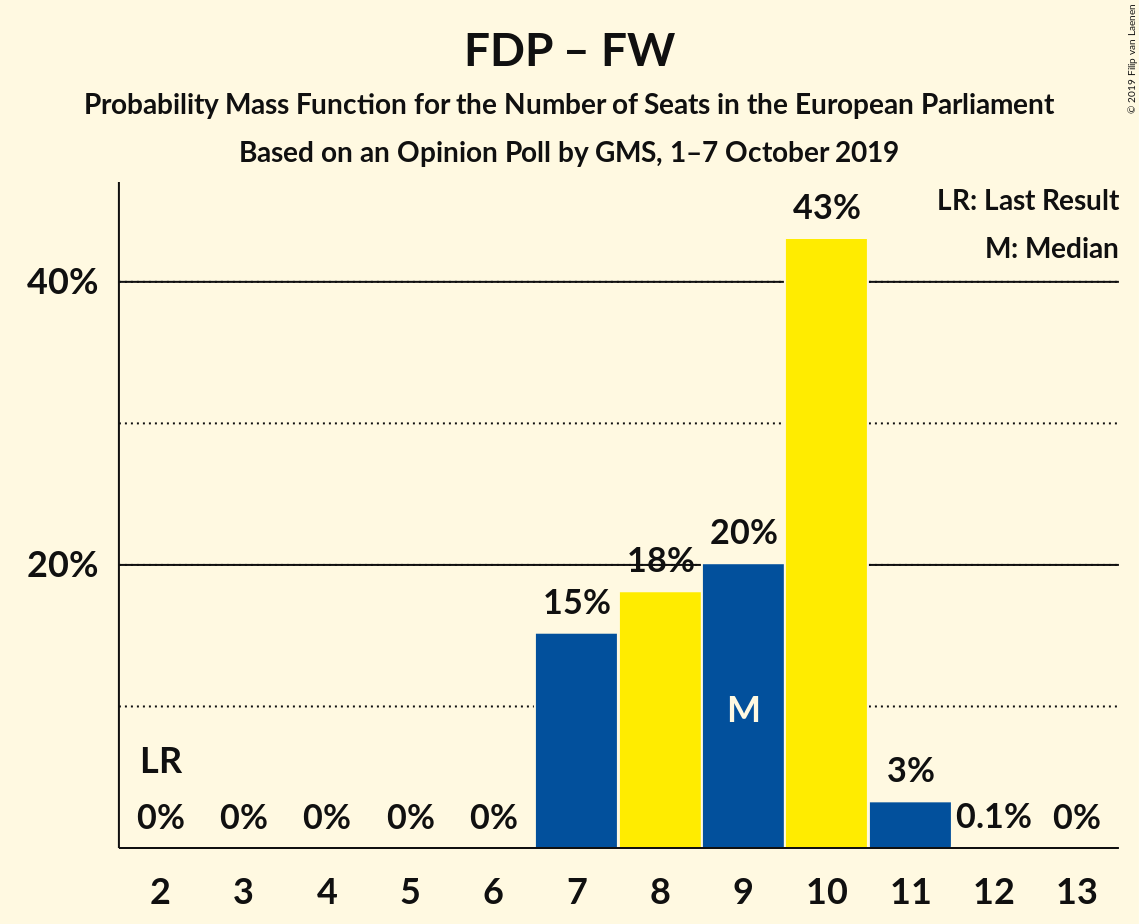 FDP – FW
Probability Mass Function for the Number of Seats in the European Parliament
Based on an Opinion Poll by GMS, 1–7 October 2019
© 2019 Filip van Laenen
LR: Last Result
M: Median
43%
40%
20%
20%
18%
15%
M
LR
3%
0% 0% 0% 0% 0% 0.1% 0%
2 3 4 5 6 7 8 9 10 11 12 13